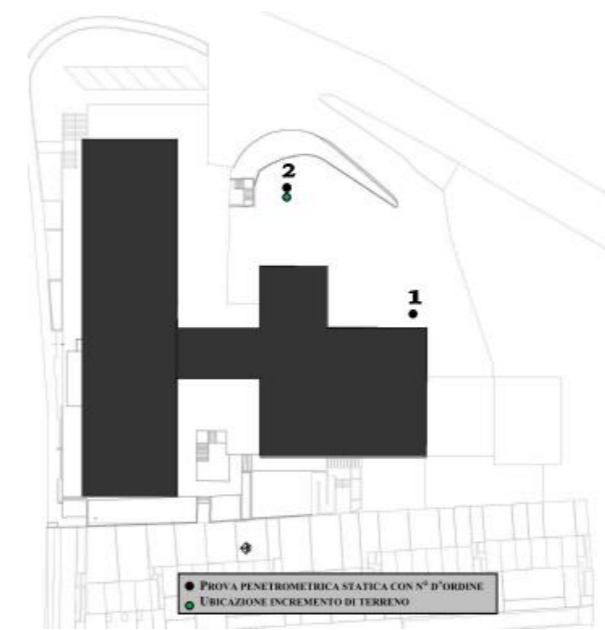 2
1
PROVA PENETROMETRICA STATICA CON N° D'ORDINE
UBICAZIONE INCREMENTO DI TERRENO